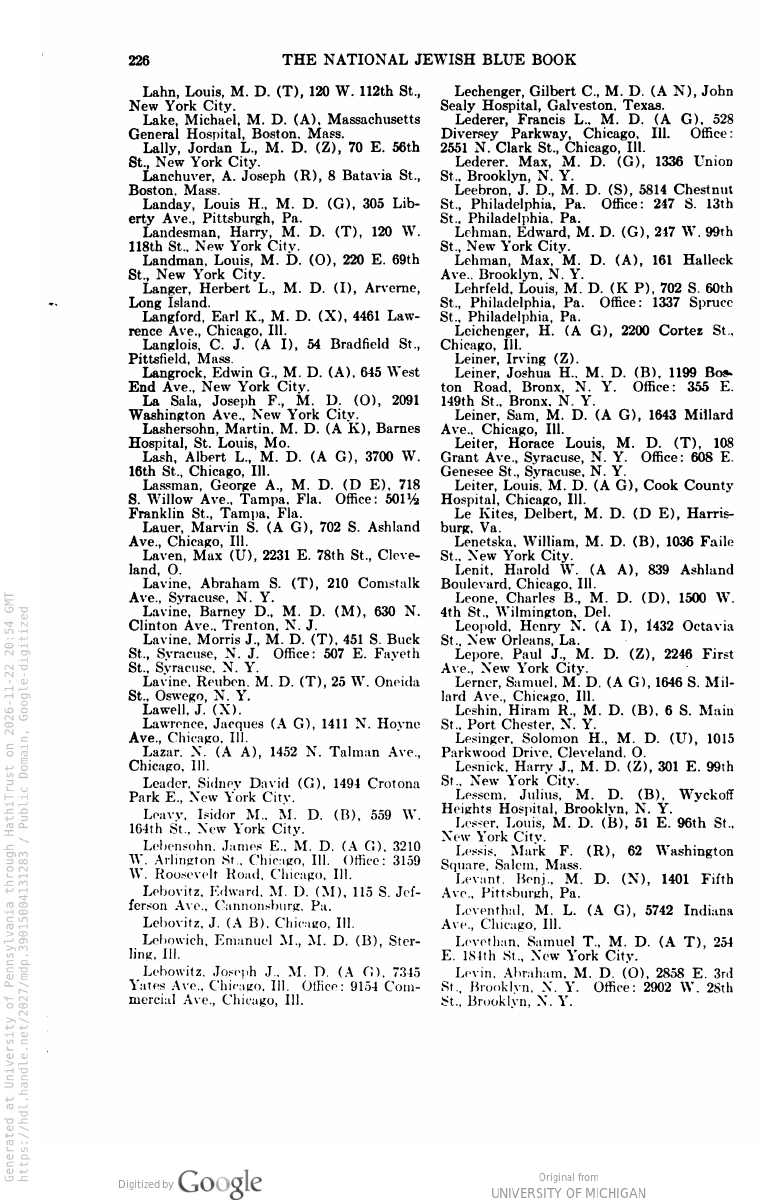 226
THE NATIONAL JEWISH BLUE BOOK
Lahn, Louis, M. D. (T), 120 W. 112th St.,
New York City.
Lake, Michael, M. D. (A), Massachusetts
General Hospital, Boston, Mass.
Lally, Jordan L., M. D. (Z), 70 E. 56th
St., New York City.
Lanchuver, A. Joseph (R), 8 Batavia St.,
Boston, Mass.
Landay, Louis H., M. D. (G), 305 Lib-
erty Ave., Pittsburgh, Pa.
Landesman, Harry, M. D. (T), 120 W.
118th St., New York City.
Landman, Louis, M. D. (O), 220 E. 69th
St., New York City.
Langer, Herbert L., M. D. (I), Arverne,
Long Island.
Langford, Earl K., M. D. (X), 4461 Law-
rence Ave., Chicago, Ill.
Langlois, C. J. (A I), 54 Bradfield St.,
Pittsfield, Mass.
Langrock, Edwin G., M. D. (A), 645 West
End Ave., New York City.
La Sala, Joseph F., M. D. (O), 2091
Washington Ave., New York City.
Lashersohn, Martin, M. D. (A K), Barnes
Hospital, St. Louis, Mo.
Lash, Albert L., M. D. (A G), 3700 W.
16th St., Chicago, Ill.
Lassman, George A., M. D. (D E), 718
S. Willow Ave., Tampa, Fla. Office: 501½
Franklin St., Tampa, Fla.
Lauer, Marvin S. (A G), 702 S. Ashland
Ave., Chicago, Ill.
Laven, Max (U), 2231 E. 78th St., Cleve-
land, O.
Lavine, Abraham S. (T), 210 Comstalk
Ave., Syracuse, N. Y.
Lavine, Barney D., M. D. (M), 630 N.
Clinton Ave., Trenton, N. J.
Lavine, Morris J., M. D. (T), 451 S. Buck
St., Syracuse, N. J. Office: 507 E. Fayeth
St., Syracuse, N. Y.
Lavine, Reuben, M. D. (T), 25 W. Oneida
St., Oswego, N. Y.
Lawell, J. (X).
Lawrence, Jacques (A G), 1411 N. Hoyne
Ave., Chicago, Ill.
Lazar, N. (A A), 1452 N. Talman Ave.,
Chicago, Ill.
Leader, Sidney David (G), 1494 Crotona
Park E., New York City.
Leavy, Isidor M., M. D. (B), 559 W.
164th St., New York City.
Lebensohn, James E., M. D. (A G), 3210
W. Arlington St., Chicago, Ill. Office: 3159
W. Roosevelt Road, Chicago, Ill.
Lebovitz, Edward, M. D. (M), 115 S. Jef-
ferson Ave., Cannonsburg, Pa.
Lebovitz, J. (A B), Chicago, Ill.
Lebowich, Emanuel M., M. D. (B), Ster-
ling, Ill.
Lebowitz, Joseph J., M. D. (A G), 7345
Yates Ave., Chicago, Ill. Office: 9154 Com-
mercial Ave., Chicago, Ill.
Lechenger, Gilbert C., M. D. (A N), John
Sealy Hospital, Galveston, Texas.
Lederer, Francis L., M. D. (A G), 528
Diversey Parkway, Chicago, Ill. Office:
2551 N. Clark St., Chicago, Ill.
Lederer, Max, M. D. (G), 1336 Union
St., Brooklyn, N. Y.
Leebron, J. D., M. D. (S), 5814 Chestnut
St., Philadelphia, Pa. Office: 247 S. 13th
St., Philadelphia, Pa.
Lehman, Edward, M. D. (G), 247 W. 99th
St., New York City.
Lehman, Max, M. D. (A), 161 Halleck
Ave., Brooklyn, N. Y.
Lehrfeld, Louis, M. D. (K P), 702 S. 60th
St., Philadelphia, Pa. Office: 1337 Spruce
St., Philadelphia, Pa.
Leichenger, H. (A G), 2200 Cortez St.,
Chicago, Ill.
Leiner, Irving (Z).
Leiner, Joshua H., M. D. (B), 1199 Bos-
ton Road, Bronx, N. Y. Office: 355 E.
149th St., Bronx, N. Y.
Leiner, Sam, M. D. (A G), 1643 Millard
Ave., Chicago, Ill.
Leiter, Horace Louis, M. D. (T), 108
Grant Ave., Syracuse, N. Y. Office: 608 E.
Genesee St., Syracuse, N. Y.
Leiter, Louis, M. D. (A G), Cook County
Hospital, Chicago, Ill.
Le Kites, Delbert, M. D. (D E), Harris-
burg, Va.
Lenetska, William, M. D. (B), 1036 Faile
St., New York City.
Lenit, Harold W. (A A), 839 Ashland
Boulevard, Chicago, Ill.
Leone, Charles B., M. D. (D), 1500 W.
4th St., Wilmington, Del.
Leopold, Henry N. (A I), 1432 Octavia
St., New Orleans, La.
Lepore, Paul J., M. D. (Z), 2246 First
Ave., New York City.
Lerner, Samuel, M. D. (A G), 1646 S. Mil-
lard Ave., Chicago, Ill.
Leshin, Hiram R., M. D. (B), 6 S. Main
St., Port Chester, N. Y.
Lesinger, Solomon H., M. D. (U), 1015
Parkwood Drive, Cleveland, O.
Lesnick, Harry J., M. D. (Z), 301 E. 99th
St., New York City.
Lessem, Julius, M. D. (B), Wyckoff
Heights Hospital, Brooklyn, N. Y.
Lesser, Louis, M. D. (B), 51 E. 96th St.,
New York City.
Lessis, Mark F. (R), 62 Washington
Square, Salem, Mass.
Levant, Benj., M. D. (N), 1401 Fifth
Ave., Pittsburgh, Pa.
Leventhal, M. L. (A G), 5742 Indiana
Ave., Chicago, Ill.
Levethan, Samuel T., M. D. (A T), 254
E. 184th St., New York City.
Levin, Abraham, M. D. (O), 2858 E. 3rd
St., Brooklyn, N. Y. Office: 2902 W. 28th
St., Brooklyn, N. Y.
Generated at University of Pennsylvania through HathiTrust on 2026-11-22 20:54 GMT
https://hdl.handle.net/2027/mdp.39015004131283 / Public Domain, Google-digitized
Digitized by Google
Original from
UNIVERSITY OF MICHIGAN